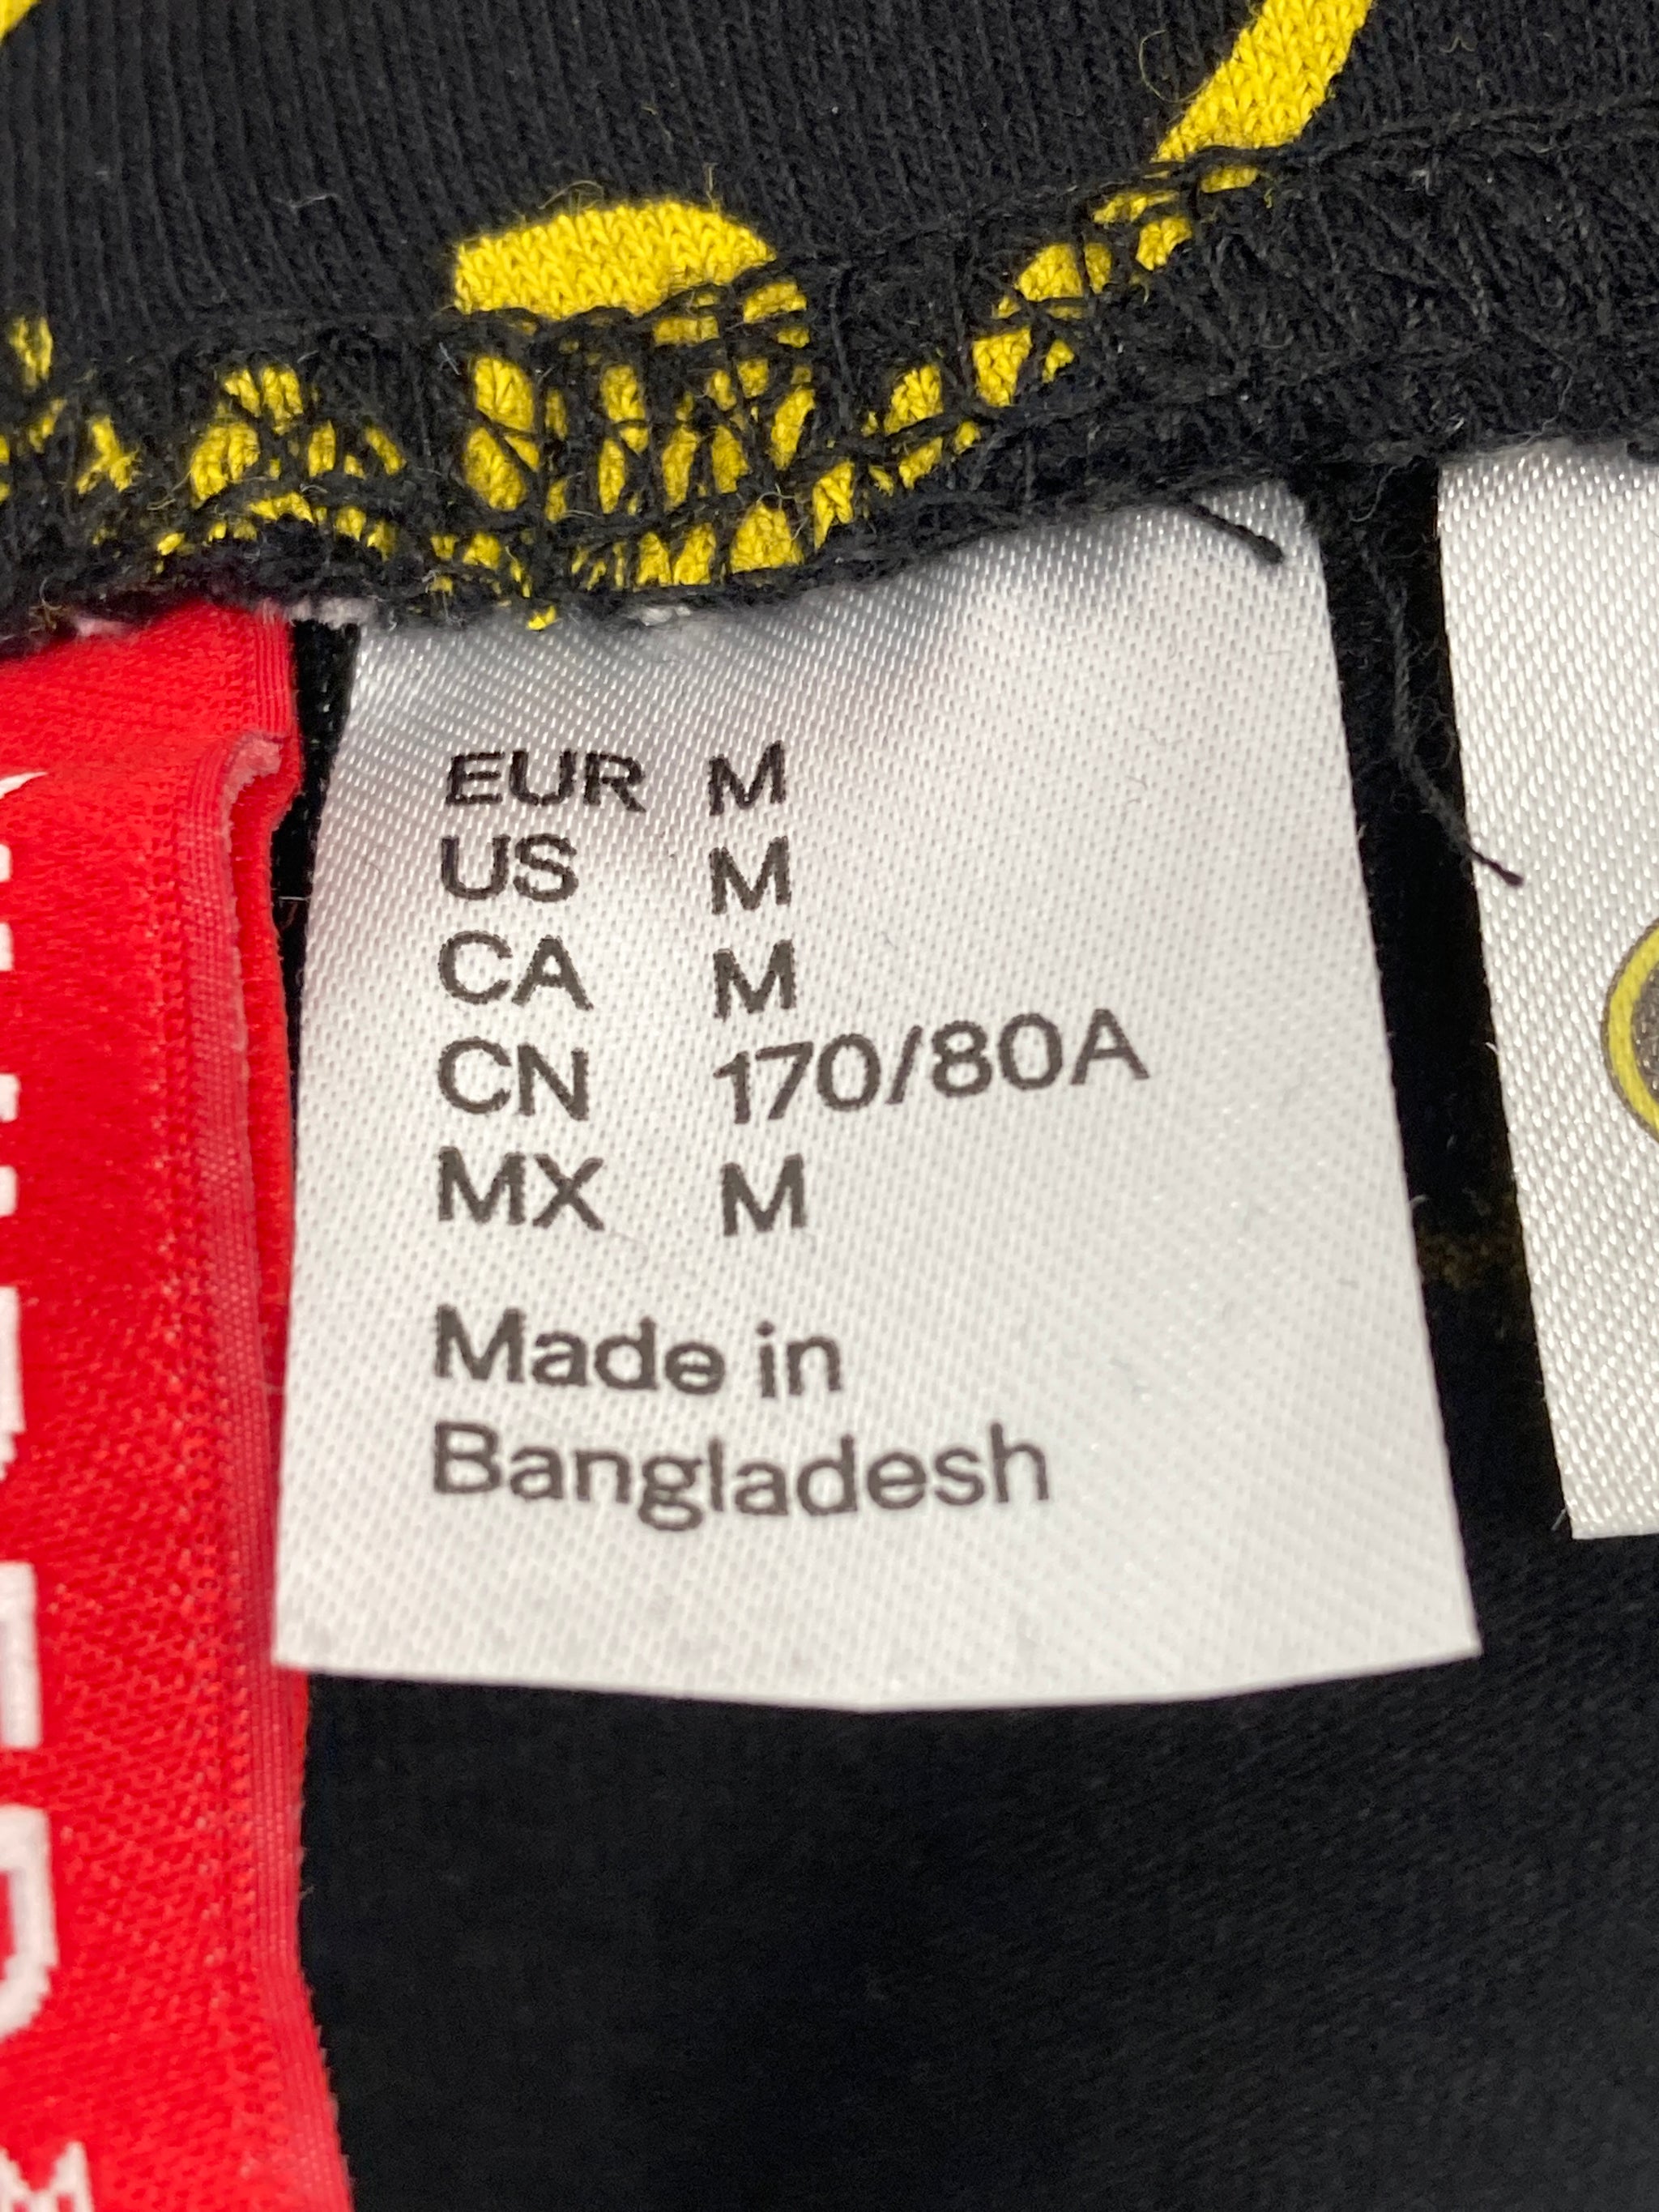 EUR M
US M
CA M
CN 170/80A
MX M
Made in
Bangladesh